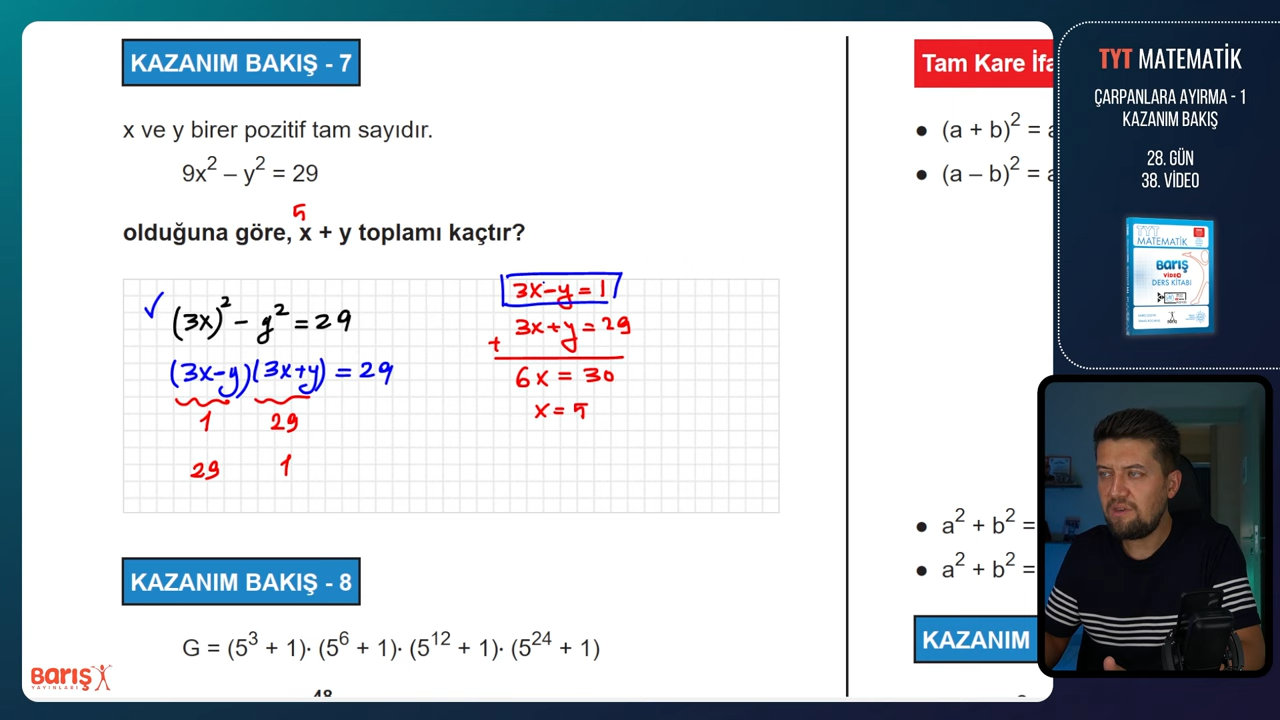 KAZANIM BAKIŞ - 7
x ve y birer pozitif tam sayıdır.
9x² – y² = 29
5
olduğuna göre, x + y toplamı kaçtır?
✓ (3x)² - y² = 29
(3x-y)(3x+y) = 29
1 29
29 1
3x-y = 1
3x+y = 29
+
6x = 30
x = 5
KAZANIM BAKIŞ - 8
G = (5³ + 1)· (5⁶ + 1)· (5¹² + 1)· (5²⁴ + 1)
48
BARIŞ
YAYINLARI
Tam Kare İfa
• (a + b)² = a
• (a – b)² = a
• a² + b² =
• a² + b² =
KAZANIM
TYT MATEMATİK
ÇARPANLARA AYIRMA - 1
KAZANIM BAKIŞ
28. GÜN
38. VİDEO
TYT
MATEMATİK
BARIŞ
VİDEO
DERS KİTABI